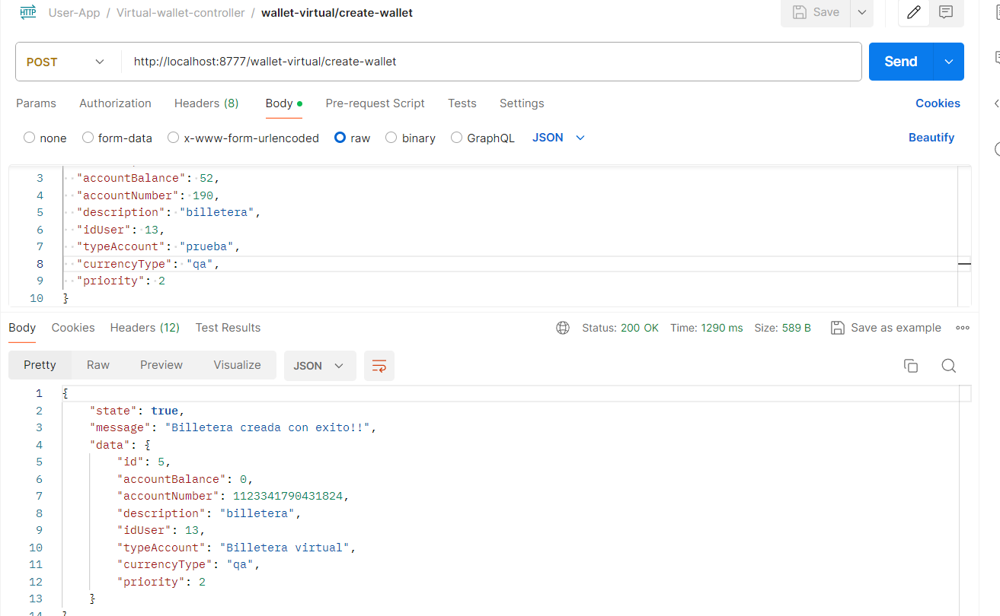 HTTP User-App / Virtual-wallet-controller / wallet-virtual/create-wallet Save
POST http://localhost:8777/wallet-virtual/create-wallet Send
Params Authorization Headers (8) Body Pre-request Script Tests Settings Cookies
none form-data x-www-form-urlencoded raw binary GraphQL JSON Beautify
3 "accountBalance": 52,
4 "accountNumber": 190,
5 "description": "billetera",
6 "idUser": 13,
7 "typeAccount": "prueba",
8 "currencyType": "qa",
9 "priority": 2
10 }
Body Cookies Headers (12) Test Results Status: 200 OK Time: 1290 ms Size: 589 B Save as example
Pretty Raw Preview Visualize JSON
1 {
2 "state": true,
3 "message": "Billetera creada con exito!!",
4 "data": {
5 "id": 5,
6 "accountBalance": 0,
7 "accountNumber": 1123341790431824,
8 "description": "billetera",
9 "idUser": 13,
10 "typeAccount": "Billetera virtual",
11 "currencyType": "qa",
12 "priority": 2
13 }
14 }